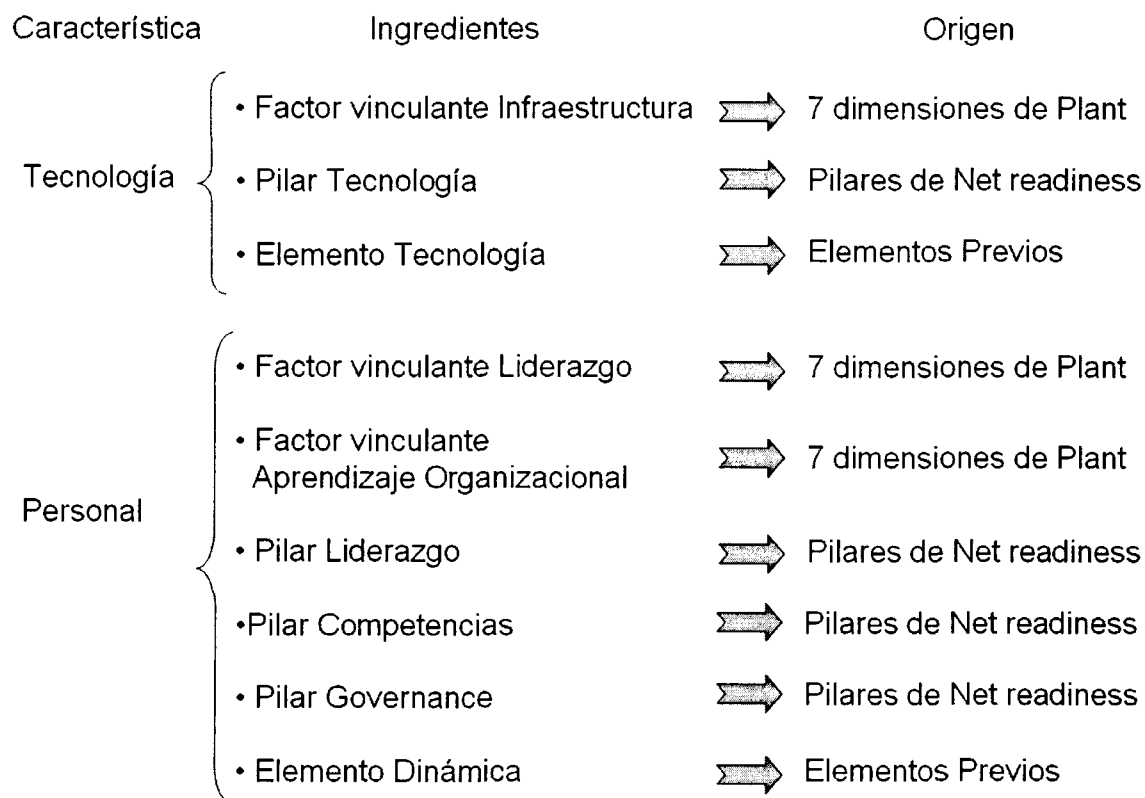 Característica Ingredientes Origen
• Factor vinculante Infraestructura 7 dimensiones de Plant
Tecnología • Pilar Tecnología Pilares de Net readiness
• Elemento Tecnología Elementos Previos
• Factor vinculante Liderazgo 7 dimensiones de Plant
• Factor vinculante
Aprendizaje Organizacional 7 dimensiones de Plant
Personal
• Pilar Liderazgo Pilares de Net readiness
•Pilar Competencias Pilares de Net readiness
• Pilar Governance Pilares de Net readiness
• Elemento Dinámica Elementos Previos